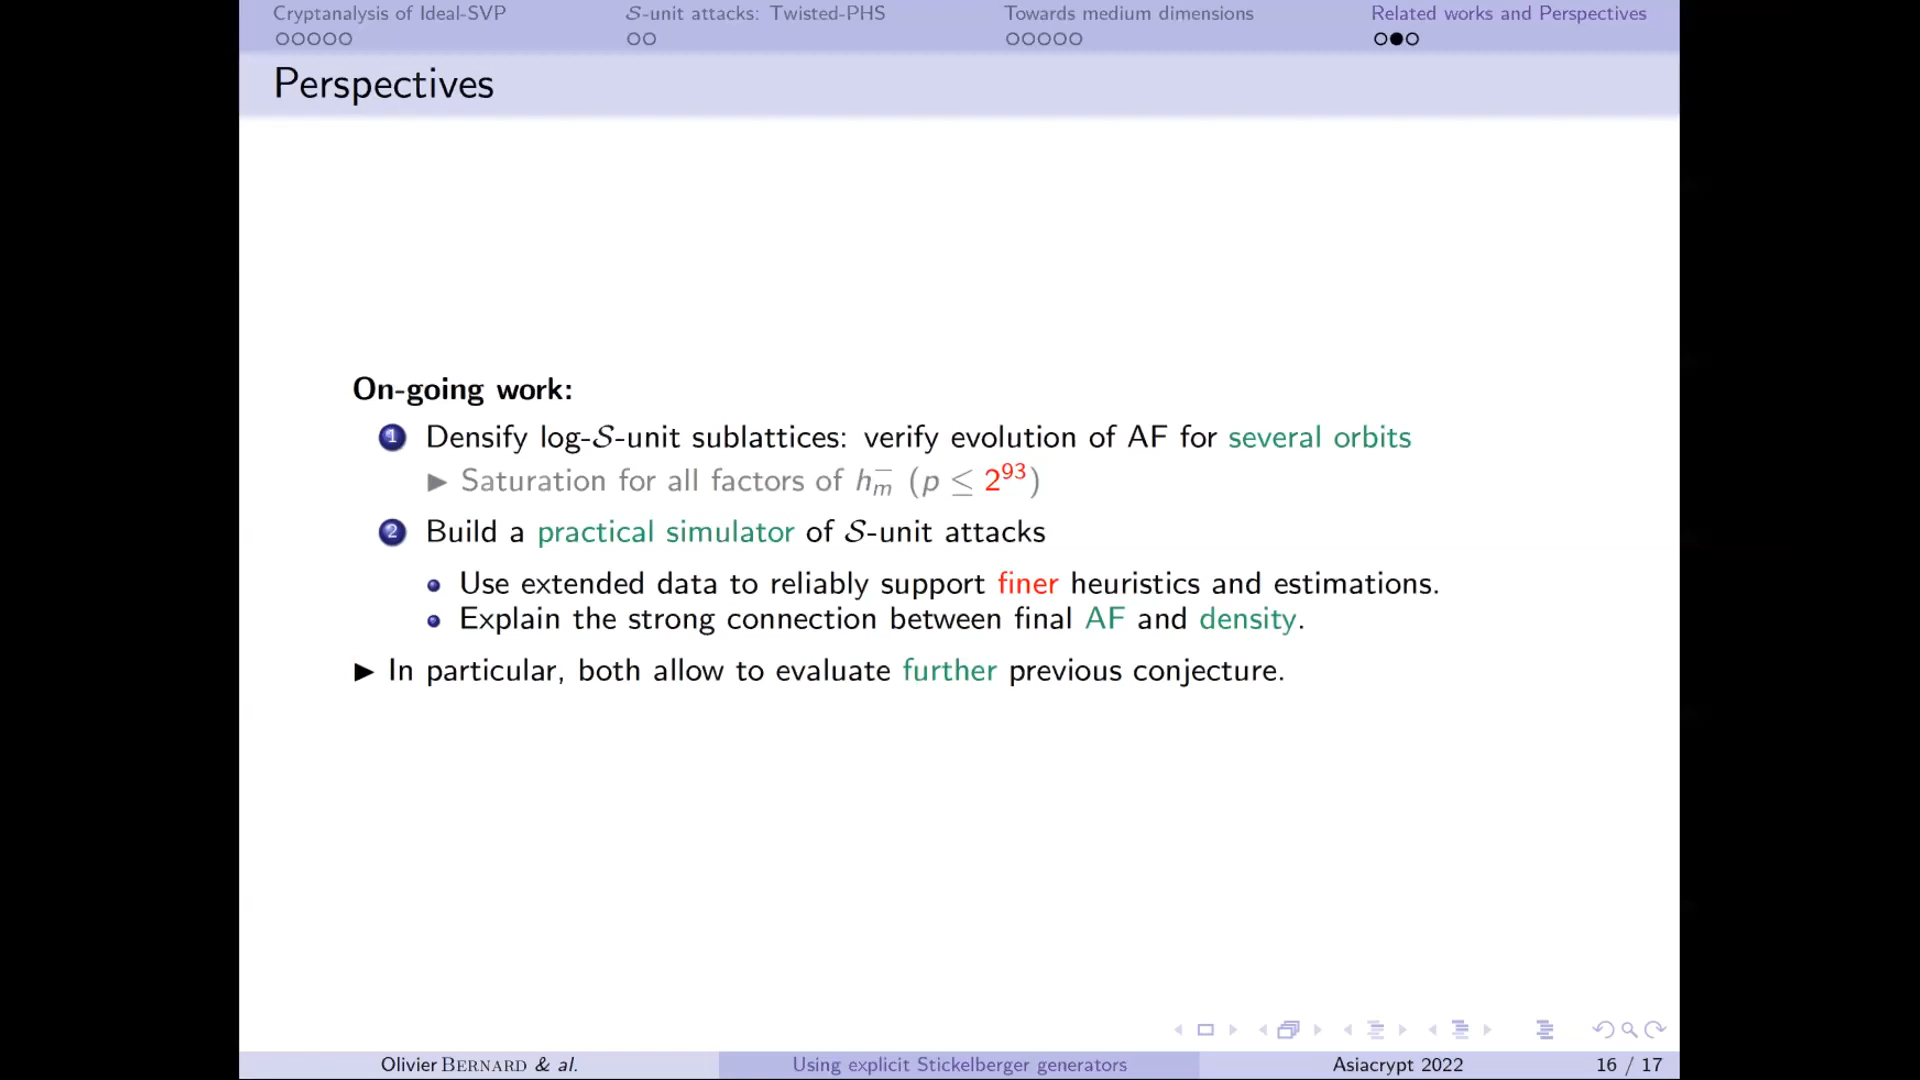 Cryptanalysis of Ideal-SVP
𝒮-unit attacks: Twisted-PHS
Towards medium dimensions
Related works and Perspectives
Perspectives
On-going work:
1 Densify log-𝒮-unit sublattices: verify evolution of AF for several orbits
▶ Saturation for all factors of h_m^− (p ≤ 2^93)
2 Build a practical simulator of 𝒮-unit attacks
• Use extended data to reliably support finer heuristics and estimations.
• Explain the strong connection between final AF and density.
▶ In particular, both allow to evaluate further previous conjecture.
Olivier BERNARD & al.
Using explicit Stickelberger generators
Asiacrypt 2022
16 / 17